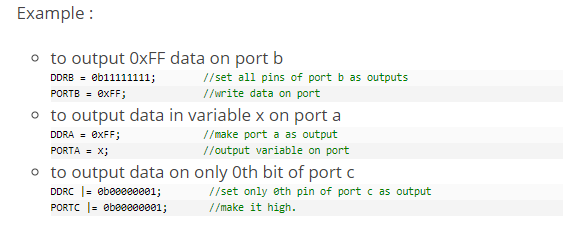 Example :
to output 0xFF data on port b
DDRB = 0b11111111; //set all pins of port b as outputs
PORTB = 0xFF; //write data on port
to output data in variable x on port a
DDRA = 0xFF; //make port a as output
PORTA = x; //output variable on port
to output data on only 0th bit of port c
DDRC |= 0b00000001; //set only 0th pin of port c as output
PORTC |= 0b00000001; //make it high.